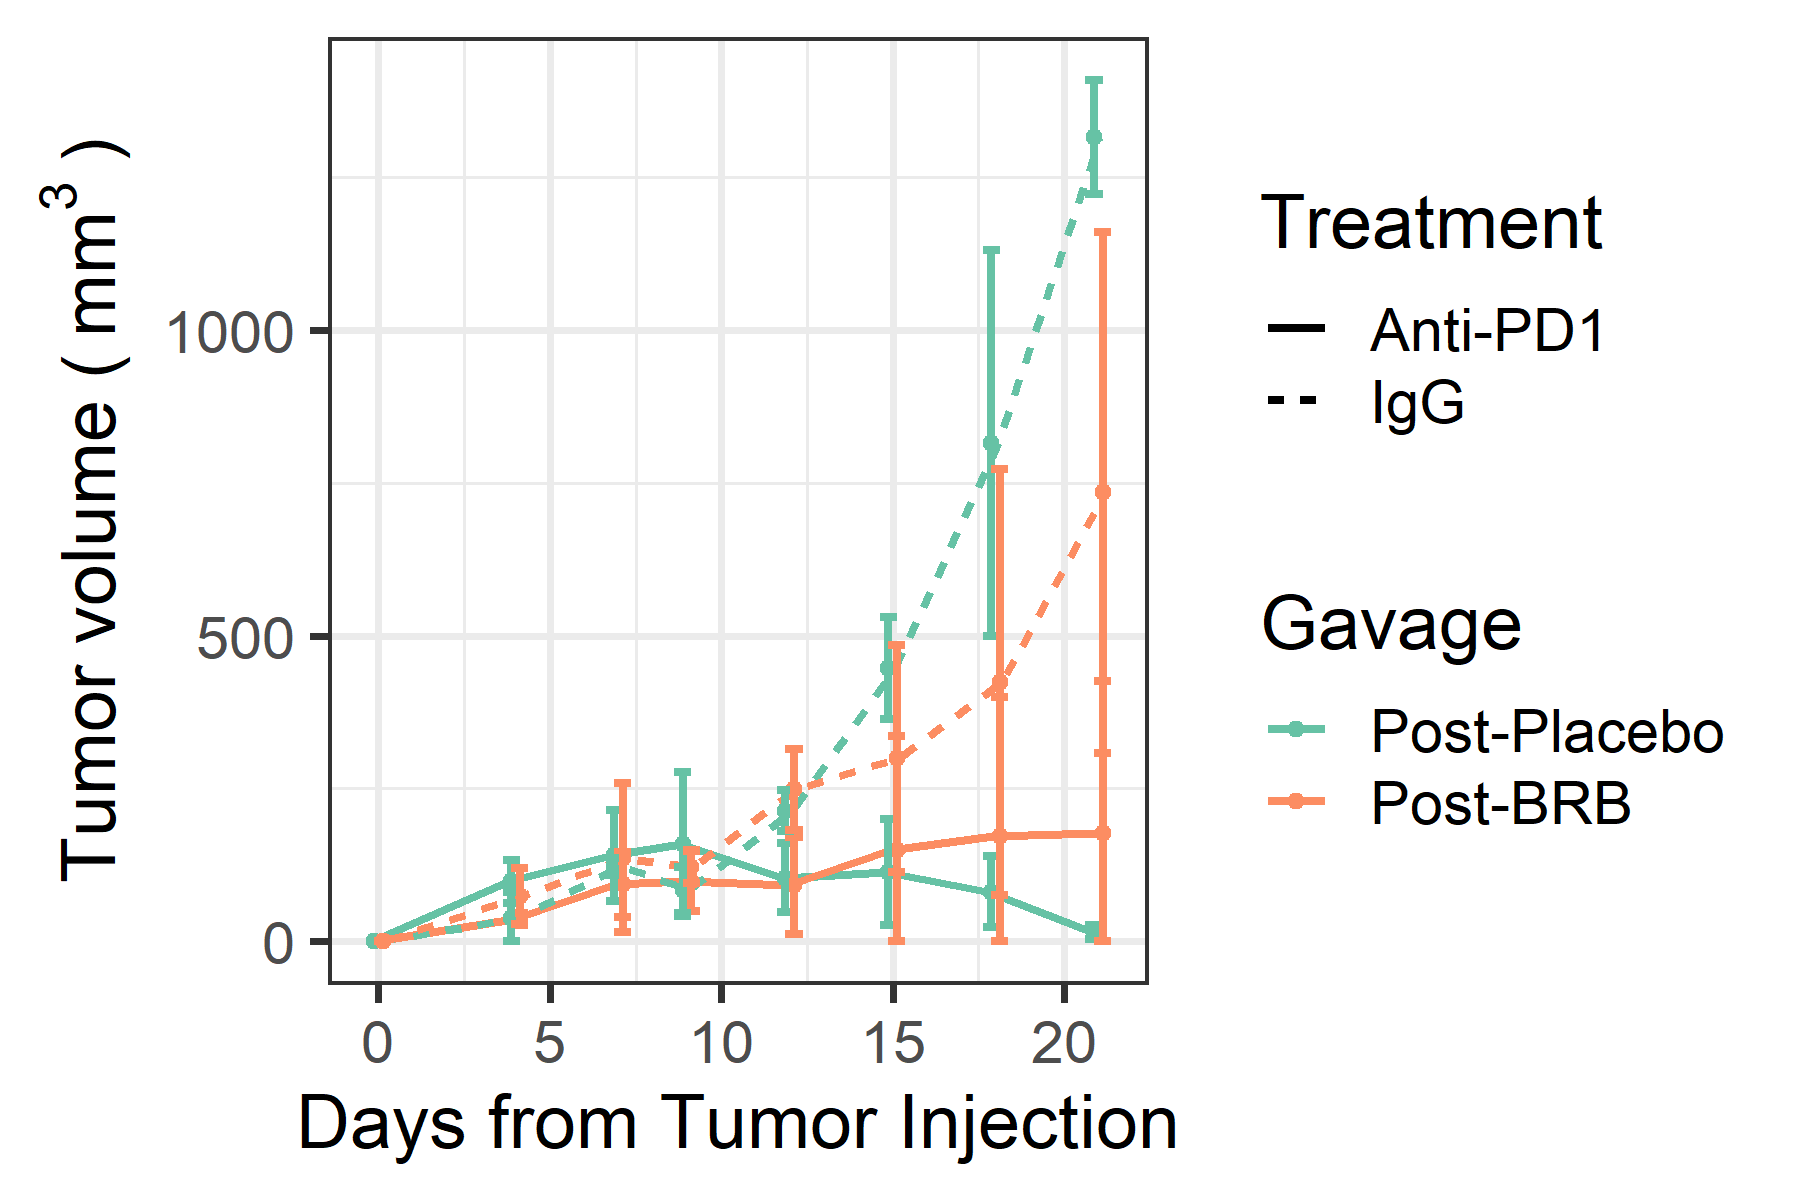 Tumor volume ( mm³ )
1000
500
0
0 5 10 15 20
Days from Tumor Injection
Treatment
Anti-PD1
IgG
Gavage
Post-Placebo
Post-BRB